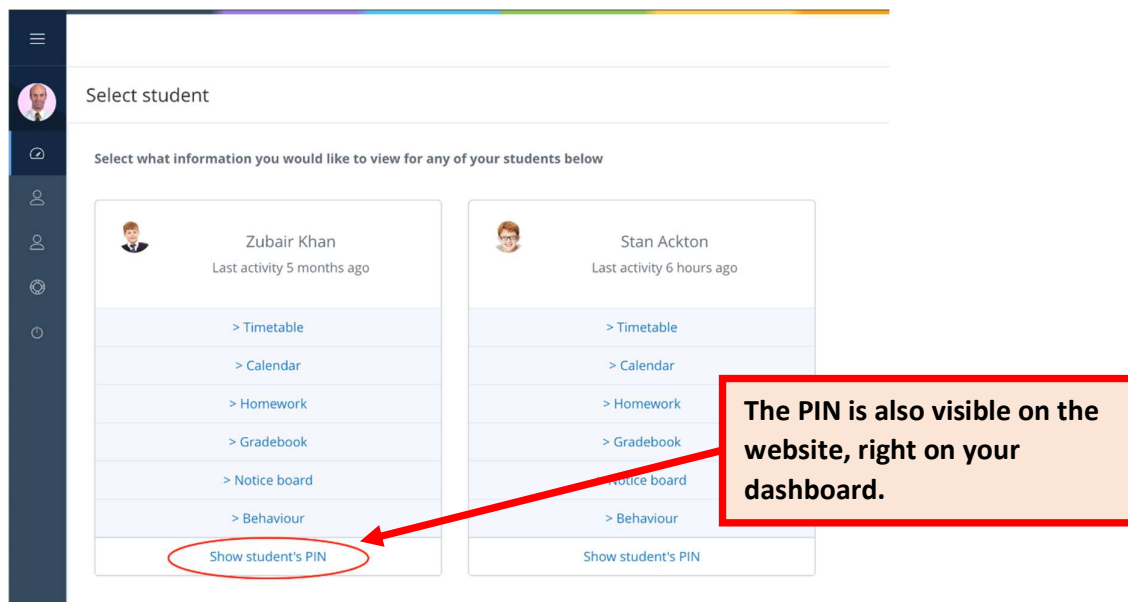 Select student
Select what information you would like to view for any of your students below
Zubair Khan
Last activity 5 months ago
> Timetable
> Calendar
> Homework
> Gradebook
> Notice board
> Behaviour
Show student's PIN
Stan Ackton
Last activity 6 hours ago
> Timetable
> Calendar
> Homework
> Gradebook
> Notice board
> Behaviour
Show student's PIN
The PIN is also visible on the
website, right on your
dashboard.